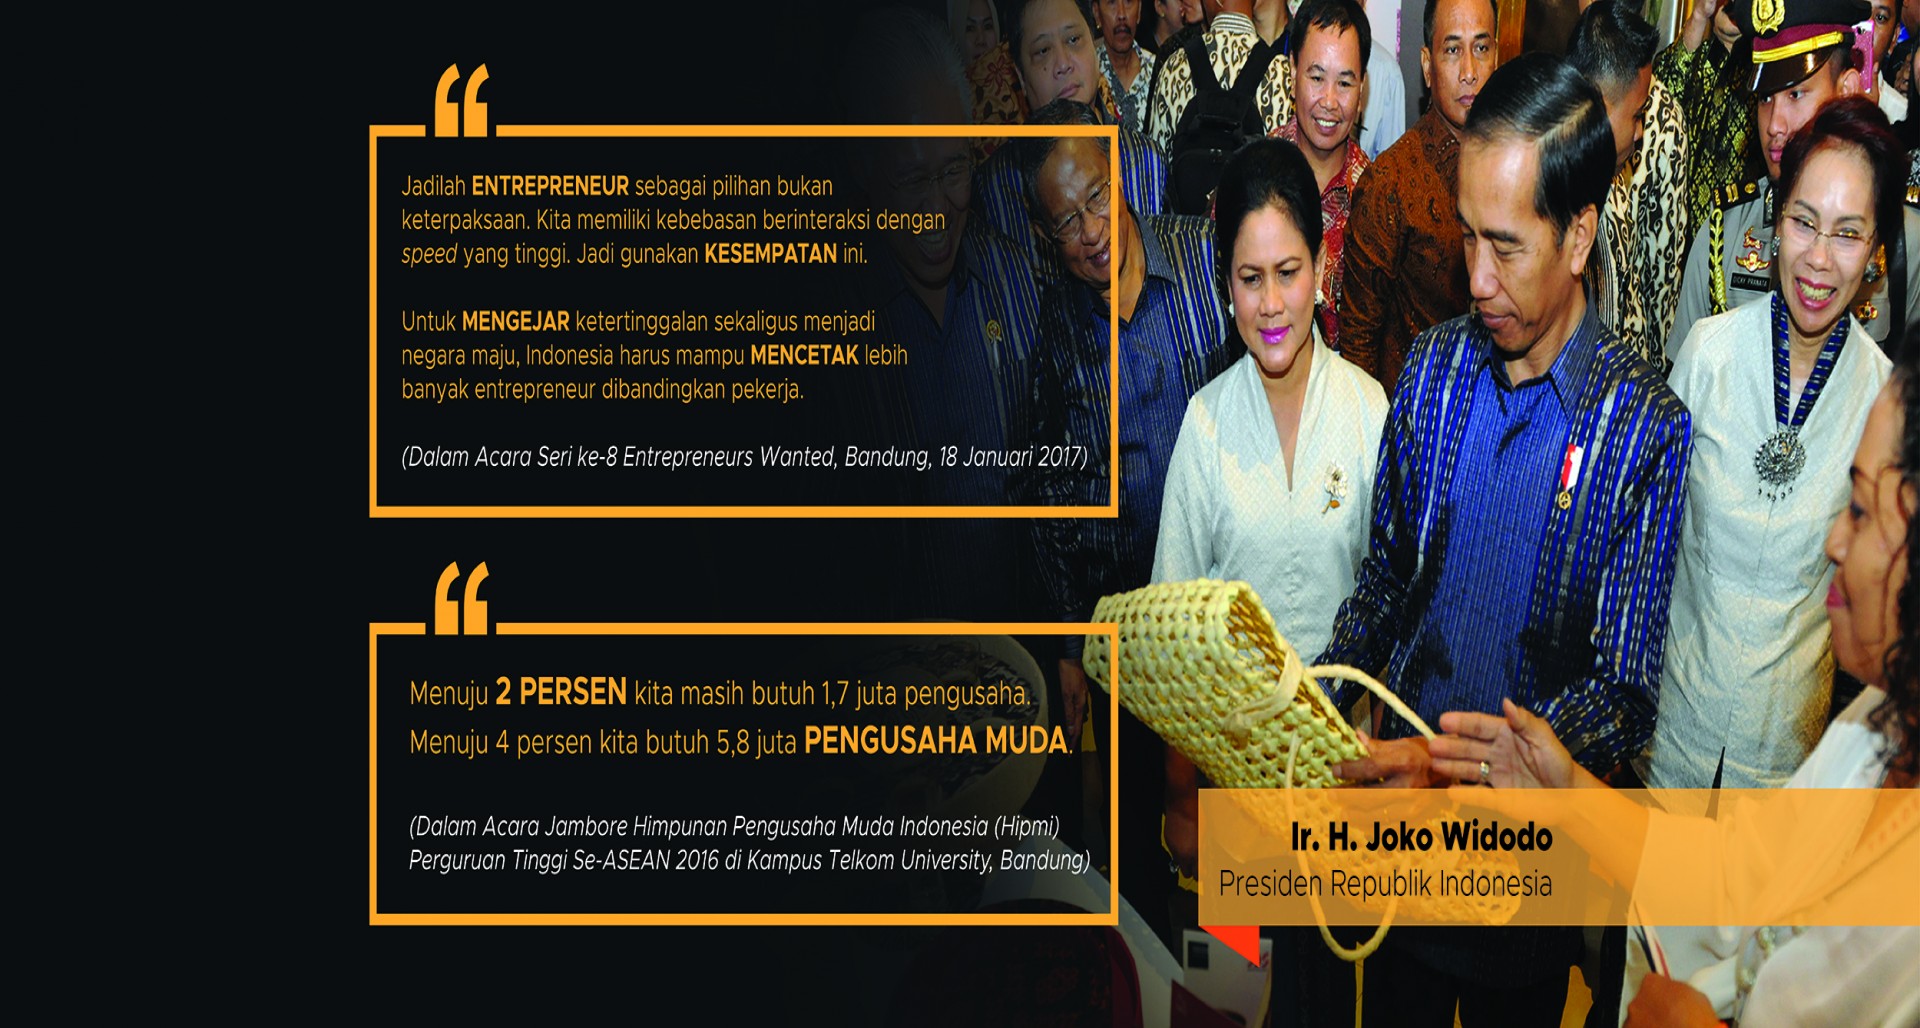 Jadilah ENTREPRENEUR sebagai pilihan bukan
keterpaksaan. Kita memiliki kebebasan berinteraksi dengan
speed yang tinggi. Jadi gunakan KESEMPATAN ini.
Untuk MENGEJAR ketertinggalan sekaligus menjadi
negara maju, Indonesia harus mampu MENCETAK lebih
banyak entrepreneur dibandingkan pekerja.
(Dalam Acara Seri ke-8 Entrepreneurs Wanted, Bandung, 18 Januari 2017)
Menuju 2 PERSEN kita masih butuh 1,7 juta pengusaha.
Menuju 4 persen kita butuh 5,8 juta PENGUSAHA MUDA.
(Dalam Acara Jambore Himpunan Pengusaha Muda Indonesia (Hipmi)
Perguruan Tinggi Se-ASEAN 2016 di Kampus Telkom University, Bandung)
Ir. H. Joko Widodo
Presiden Republik Indonesia